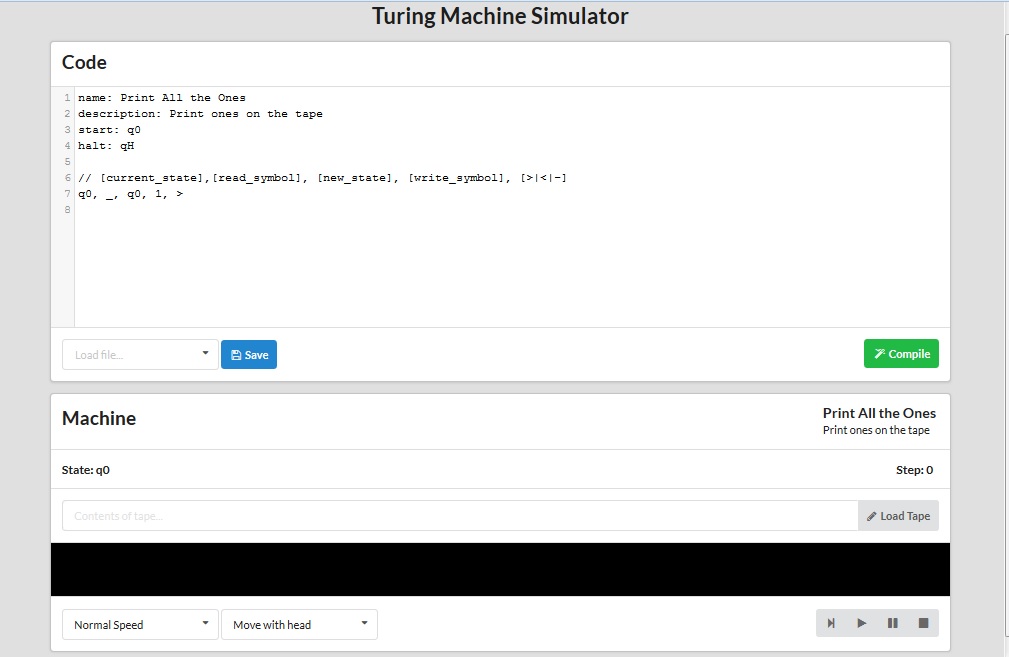 Turing Machine Simulator
Code
1 name: Print All the Ones
2 description: Print ones on the tape
3 start: q0
4 halt: qH
5
6 // [current_state],[read_symbol], [new_state], [write_symbol], [>|<|-]
7 q0, _, q0, 1, >
8
Load file...
Save
Compile
Machine
Print All the Ones
Print ones on the tape
State: q0
Step: 0
Contents of tape...
Load Tape
Normal Speed
Move with head